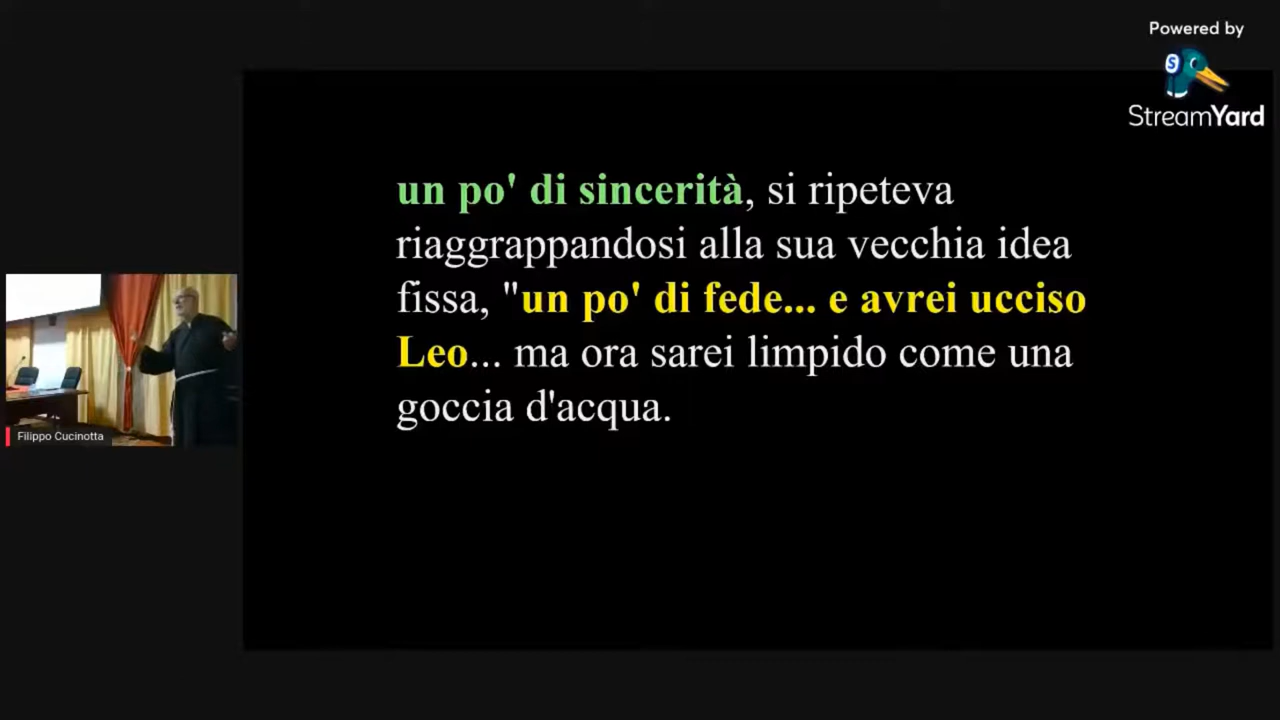 Powered by
StreamYard
un po' di sincerità, si ripeteva
riaggrappandosi alla sua vecchia idea
fissa, "un po' di fede... e avrei ucciso
Leo... ma ora sarei limpido come una
goccia d'acqua.
Filippo Cucinotta